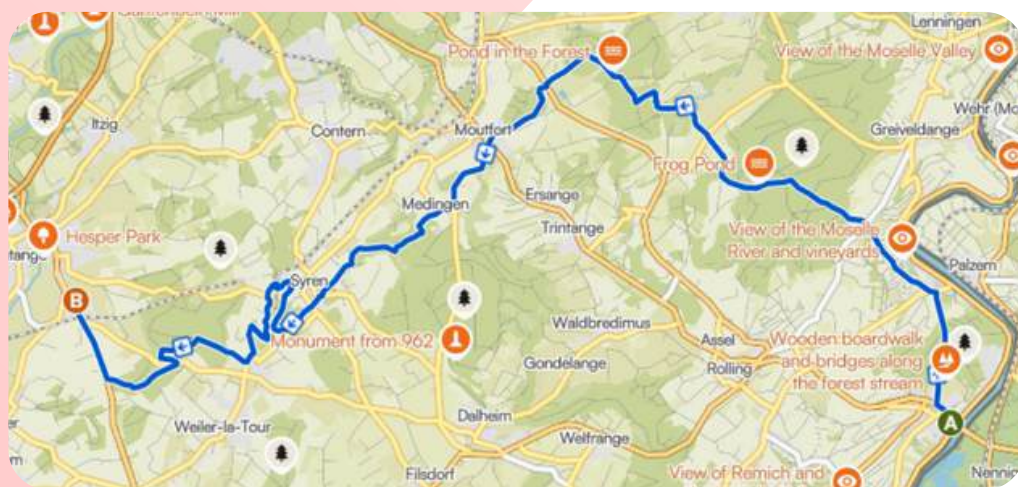 Lenningen
Pond in the Forest
View of the Moselle Valley
Wehr (Mo
Itzig
Contern
Moutfort
Greiveldange
Frog Pond
Ersange
Medingen
Trintange
Hesper Park
View of the Moselle
River and vineyards
Palzem
Syren
B
Monument from 962
Waldbredimus
Assel
Wooden boardwalk
and bridges along
the forest stream
Gondelange
Rolling
Dalheim
A
Weiler-la-Tour
Welfrange
Filsdorf
View of Remich and
Nennig